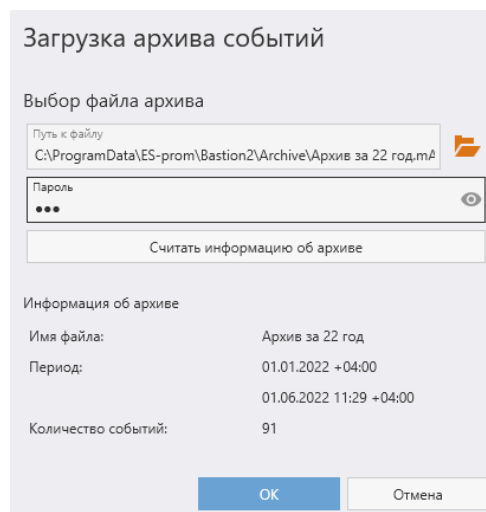 Загрузка архива событий
Выбор файла архива
Путь к файлу
C:\ProgramData\ES-prom\Bastion2\Archive\Архив за 22 год.mA
Пароль
●●●
Считать информацию об архиве
Информация об архиве
Имя файла: Архив за 22 год
Период: 01.01.2022 +04:00
01.06.2022 11:29 +04:00
Количество событий: 91
ОК Отмена